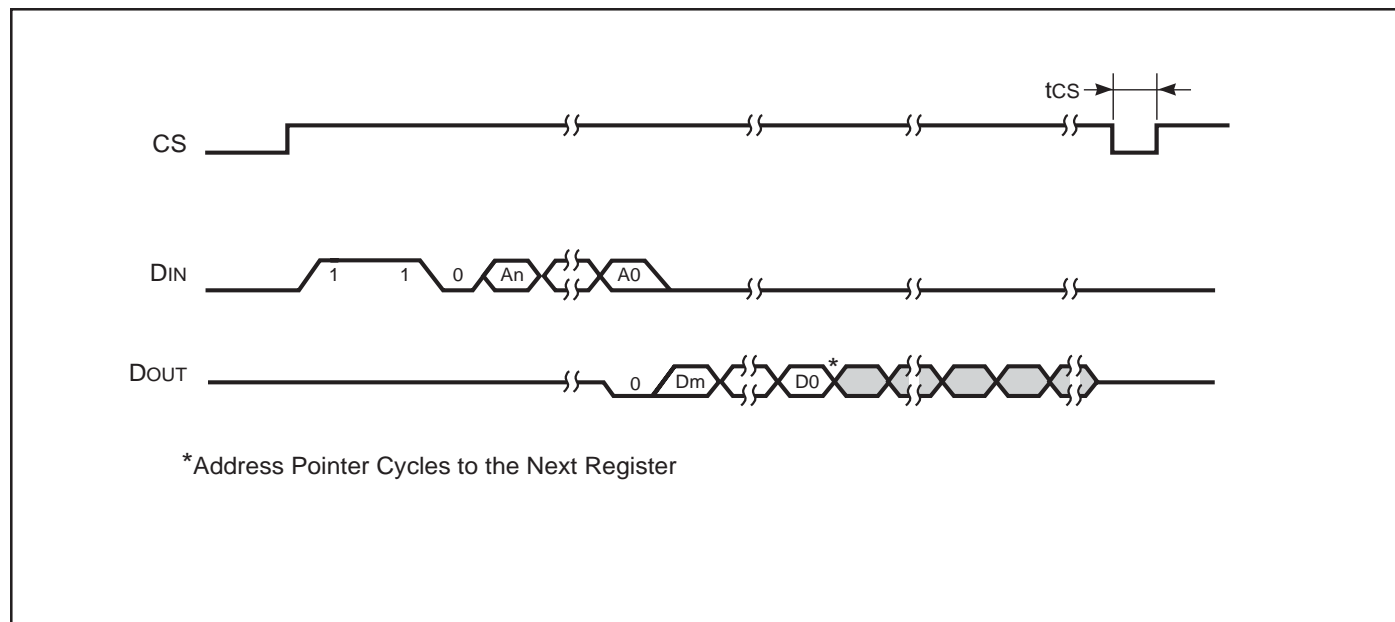 tCS
CS
DIN
1 1 0 An A0
DOUT
0 Dm D0 *
*Address Pointer Cycles to the Next Register